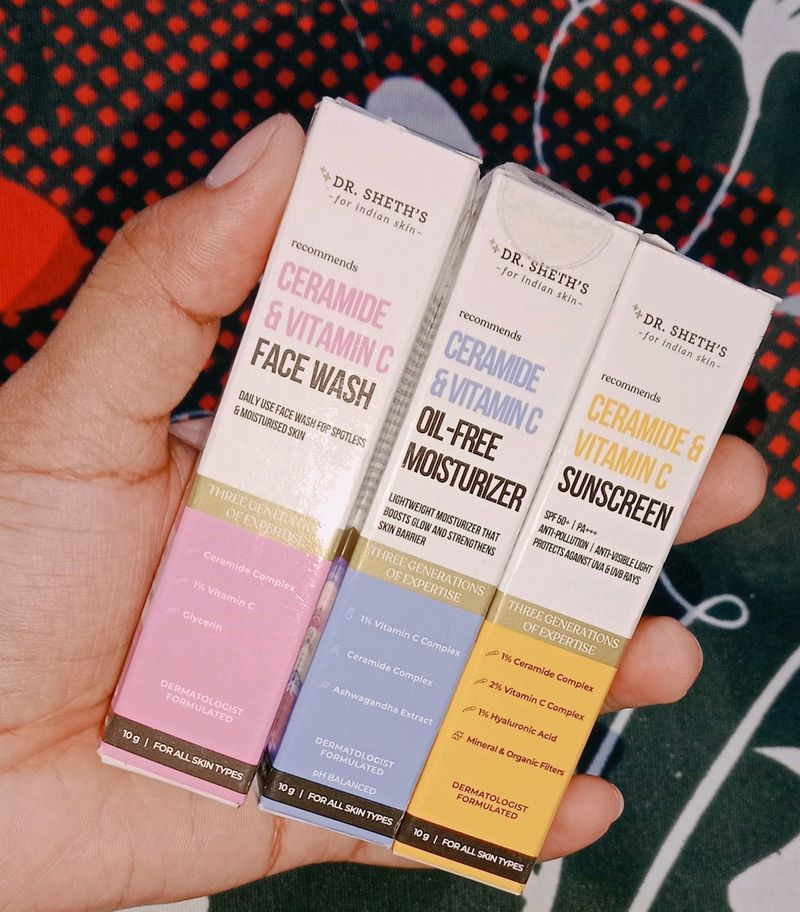 DR. SHETH'S
-for indian skin-
recommends
CERAMIDE
& VITAMIN C
FACE WASH
DAILY USE FACE WASH FOR SPOTLESS
& MOISTURISED SKIN
THREE GENERATIONS
OF EXPERTISE
Ceramide Complex
1% Vitamin C
Glycerin
DERMATOLOGIST
FORMULATED
10 g | FOR ALL SKIN TYPES
DR. SHETH'S
-for indian skin-
recommends
CERAMIDE
& VITAMIN C
OIL-FREE
MOISTURIZER
LIGHTWEIGHT MOISTURIZER THAT
BOOSTS GLOW AND STRENGTHENS
SKIN BARRIER
THREE GENERATIONS
OF EXPERTISE
1% Vitamin C Complex
Ceramide Complex
Ashwagandha Extract
DERMATOLOGIST
FORMULATED
pH BALANCED
10 g | FOR ALL SKIN TYPES
DR. SHETH'S
-for indian skin-
recommends
CERAMIDE &
VITAMIN C
SUNSCREEN
SPF 50+ | PA+++
ANTI-POLLUTION | ANTI-VISIBLE LIGHT
PROTECTS AGAINST UVA & UVB RAYS
THREE GENERATIONS
OF EXPERTISE
1% Ceramide Complex
2% Vitamin C Complex
1% Hyaluronic Acid
Mineral & Organic Filters
DERMATOLOGIST
FORMULATED
10 g | FOR ALL SKIN TYPES